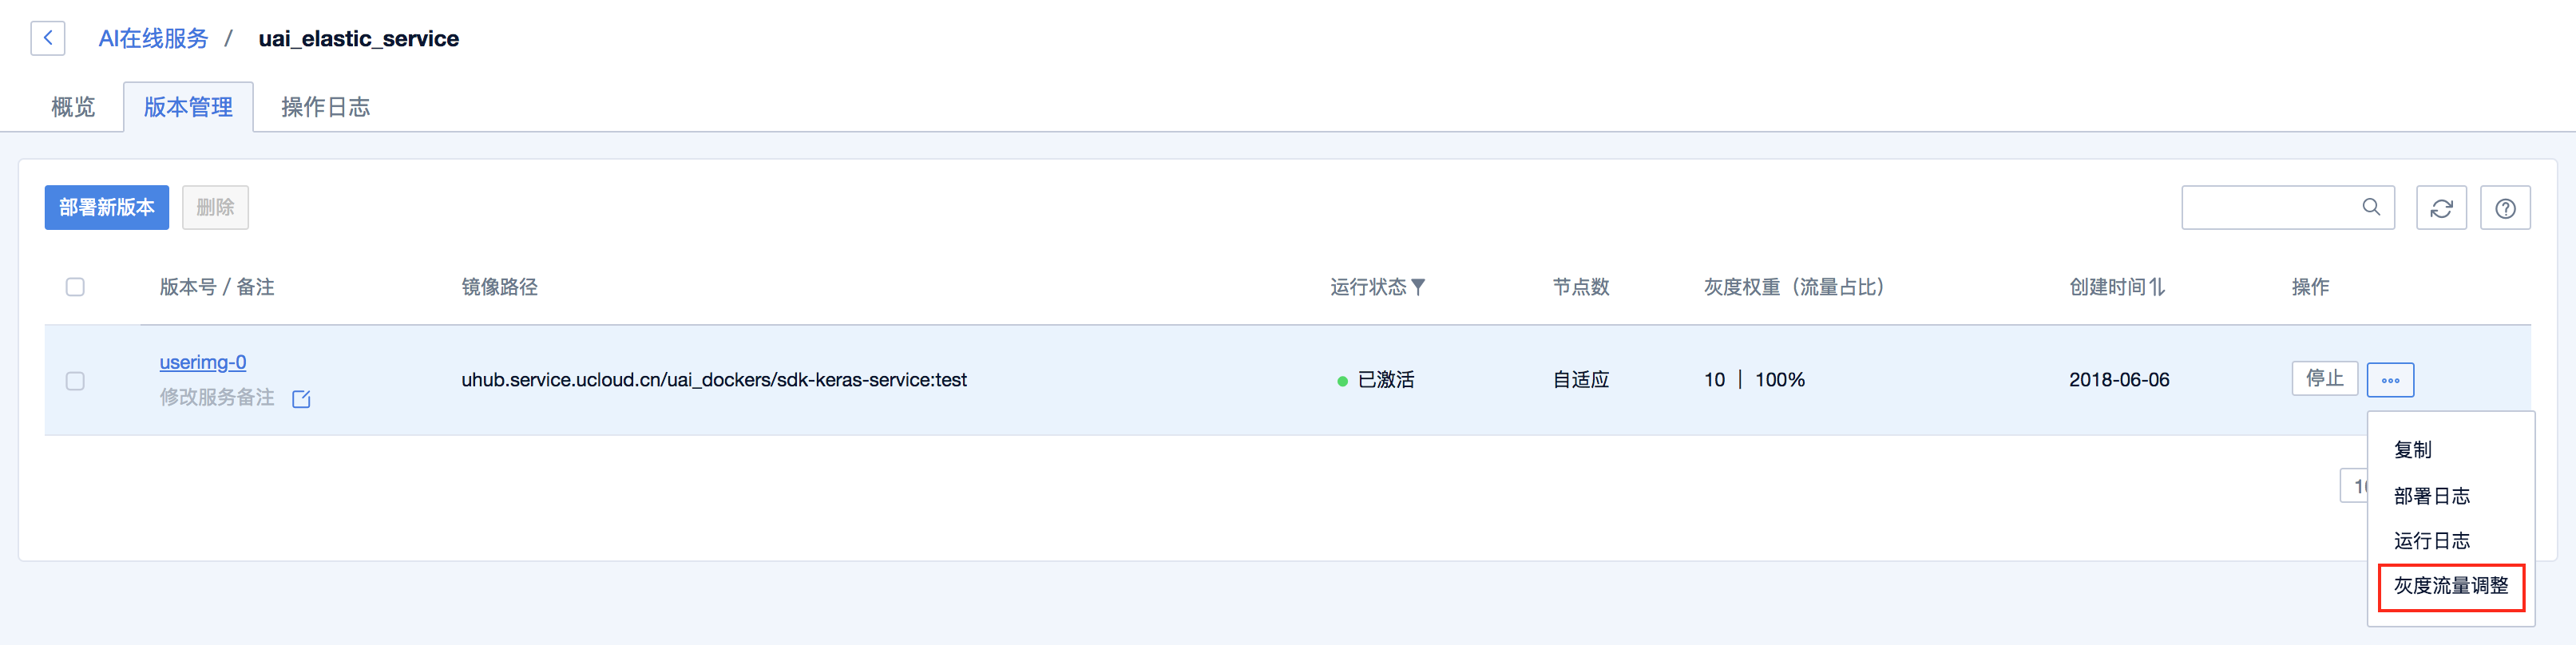 AI在线服务 / uai_elastic_service
概览 版本管理 操作日志
部署新版本 删除
版本号 / 备注 镜像路径 运行状态 节点数 灰度权重（流量占比） 创建时间 操作
userimg-0
修改服务备注
uhub.service.ucloud.cn/uai_dockers/sdk-keras-service:test 已激活 自适应 10 | 100% 2018-06-06 停止
复制
部署日志
运行日志
灰度流量调整